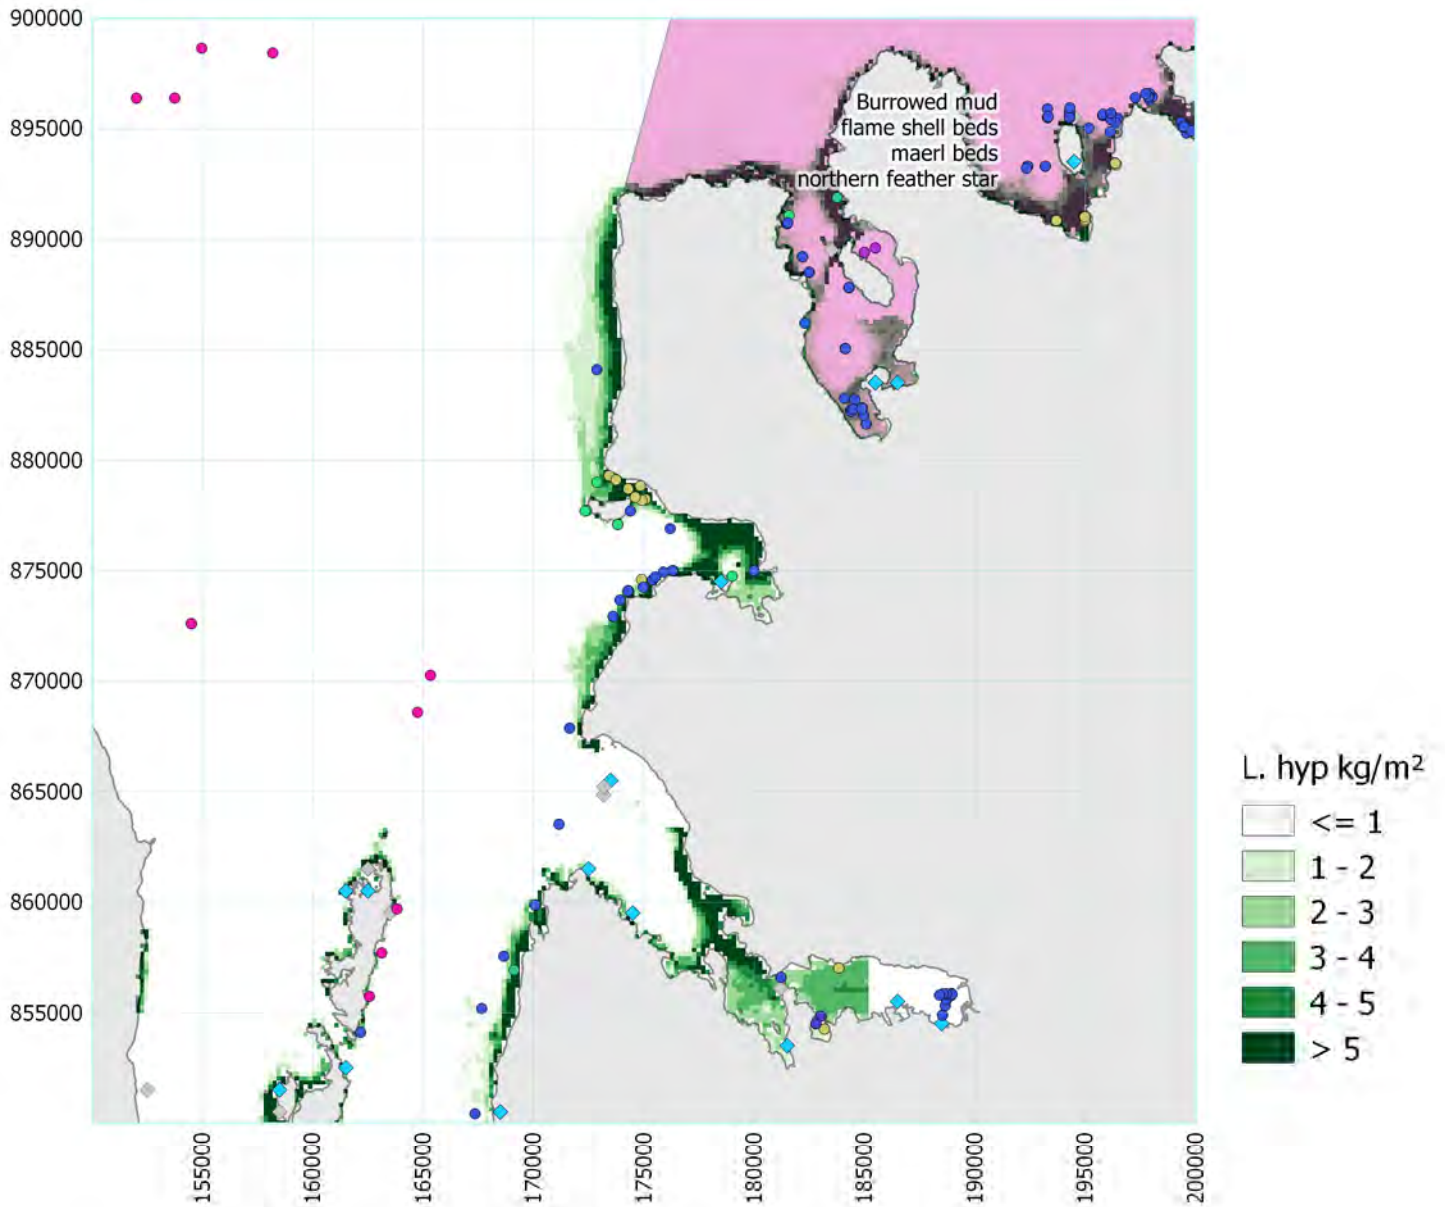 900000
895000
890000
885000
880000
875000
870000
865000
860000
855000
Burrowed mud
flame shell beds
maerl beds
northern feather star
L. hyp kg/m²
<= 1
1 - 2
2 - 3
3 - 4
4 - 5
> 5
155000
160000
165000
170000
175000
180000
185000
190000
195000
200000